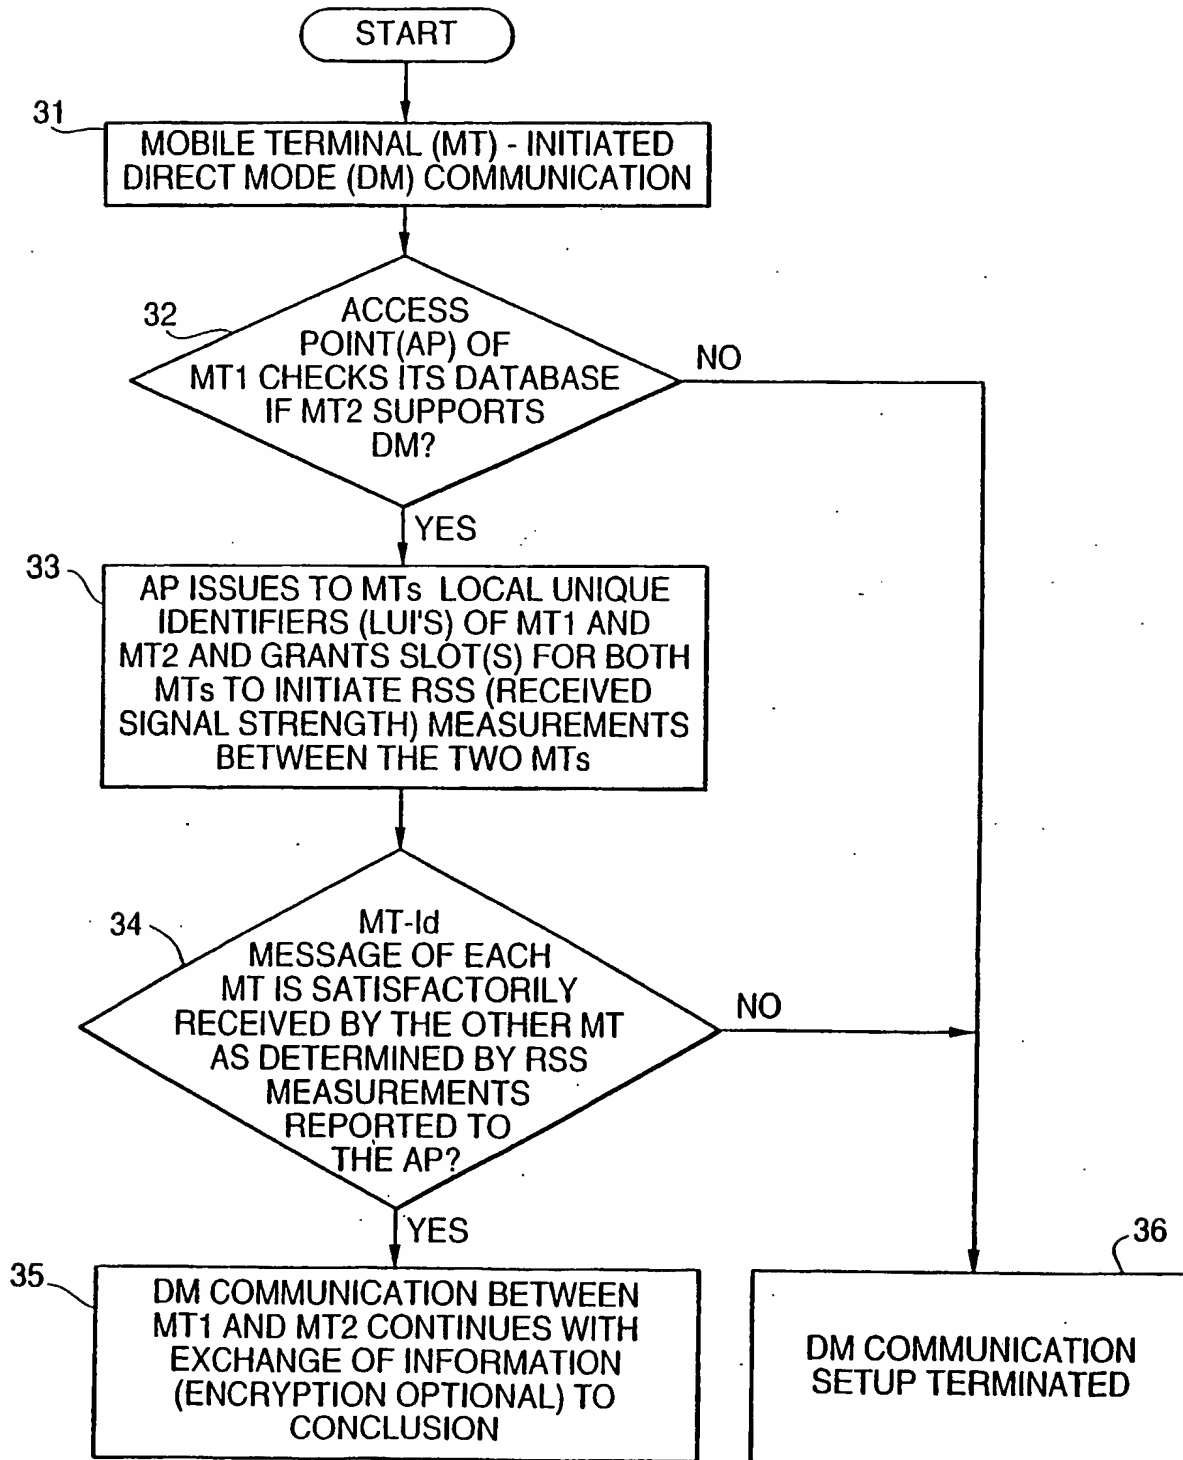 START
31
MOBILE TERMINAL (MT) - INITIATED
DIRECT MODE (DM) COMMUNICATION
32
ACCESS
POINT(AP) OF
MT1 CHECKS ITS DATABASE
IF MT2 SUPPORTS
DM?
NO
YES
33
AP ISSUES TO MTs LOCAL UNIQUE
IDENTIFIERS (LUI'S) OF MT1 AND
MT2 AND GRANTS SLOT(S) FOR BOTH
MTs TO INITIATE RSS (RECEIVED
SIGNAL STRENGTH) MEASUREMENTS
BETWEEN THE TWO MTs
34
MT-Id
MESSAGE OF EACH
MT IS SATISFACTORILY
RECEIVED BY THE OTHER MT
AS DETERMINED BY RSS
MEASUREMENTS
REPORTED TO
THE AP?
NO
YES
35
DM COMMUNICATION BETWEEN
MT1 AND MT2 CONTINUES WITH
EXCHANGE OF INFORMATION
(ENCRYPTION OPTIONAL) TO
CONCLUSION
36
DM COMMUNICATION
SETUP TERMINATED